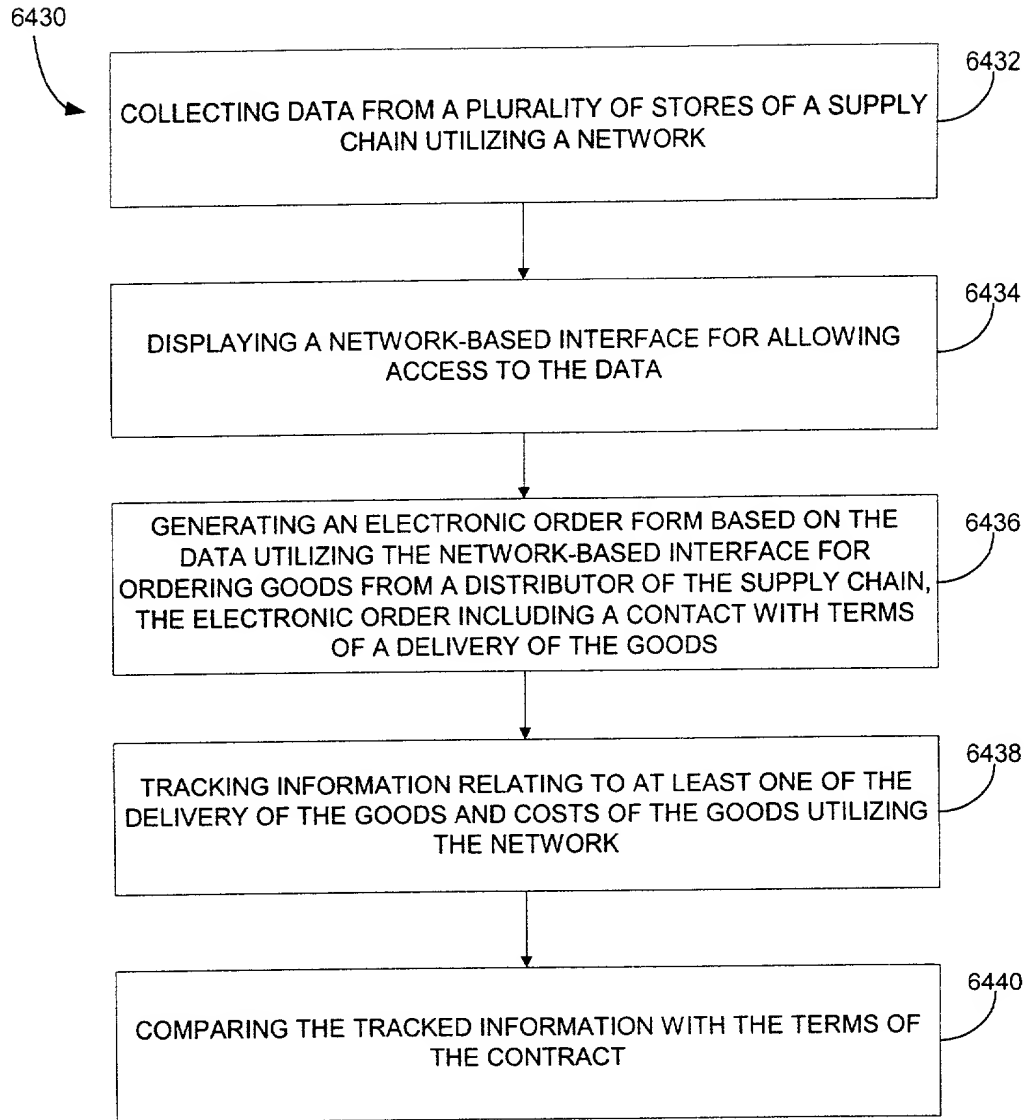 6430
6432
COLLECTING DATA FROM A PLURALITY OF STORES OF A SUPPLY
CHAIN UTILIZING A NETWORK
6434
DISPLAYING A NETWORK-BASED INTERFACE FOR ALLOWING
ACCESS TO THE DATA
6436
GENERATING AN ELECTRONIC ORDER FORM BASED ON THE
DATA UTILIZING THE NETWORK-BASED INTERFACE FOR
ORDERING GOODS FROM A DISTRIBUTOR OF THE SUPPLY CHAIN,
THE ELECTRONIC ORDER INCLUDING A CONTACT WITH TERMS
OF A DELIVERY OF THE GOODS
6438
TRACKING INFORMATION RELATING TO AT LEAST ONE OF THE
DELIVERY OF THE GOODS AND COSTS OF THE GOODS UTILIZING
THE NETWORK
6440
COMPARING THE TRACKED INFORMATION WITH THE TERMS OF
THE CONTRACT